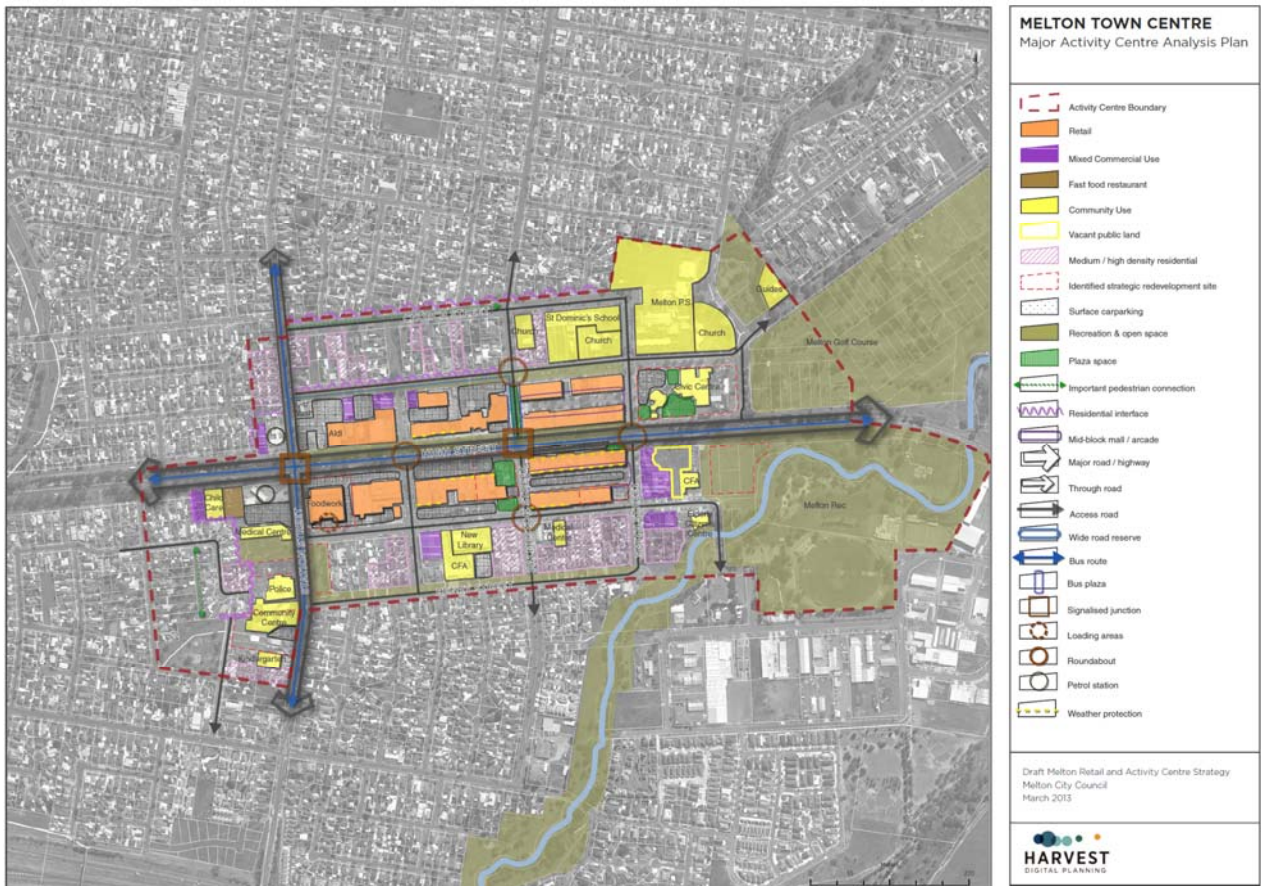 MELTON TOWN CENTRE
Major Activity Centre Analysis Plan
Activity Centre Boundary
Retail
Mixed Commercial Use
Fast food restaurant
Community Use
Vacant public land
Medium / high density residential
Identified strategic redevelopment site
Surface carparking
Recreation & open space
Plaza space
Important pedestrian connection
Residential interface
Mid-block mall / arcade
Major road / highway
Through road
Access road
Wide road reserve
Bus route
Bus plaza
Signalised junction
Loading areas
Roundabout
Petrol station
Weather protection
Draft Melton Retail and Activity Centre Strategy
Melton City Council
March 2013
HARVEST
DIGITAL PLANNING
Guides
Melton P.S.
St Dominic's School
Church
Church
Church
Melton Golf Course
Civic Centre
Aldi
Child
Care
Foodwork
Medical Centre
New
Library
CFA
CFA
Melton Rec
Police
Community
Centre
Kindergarten